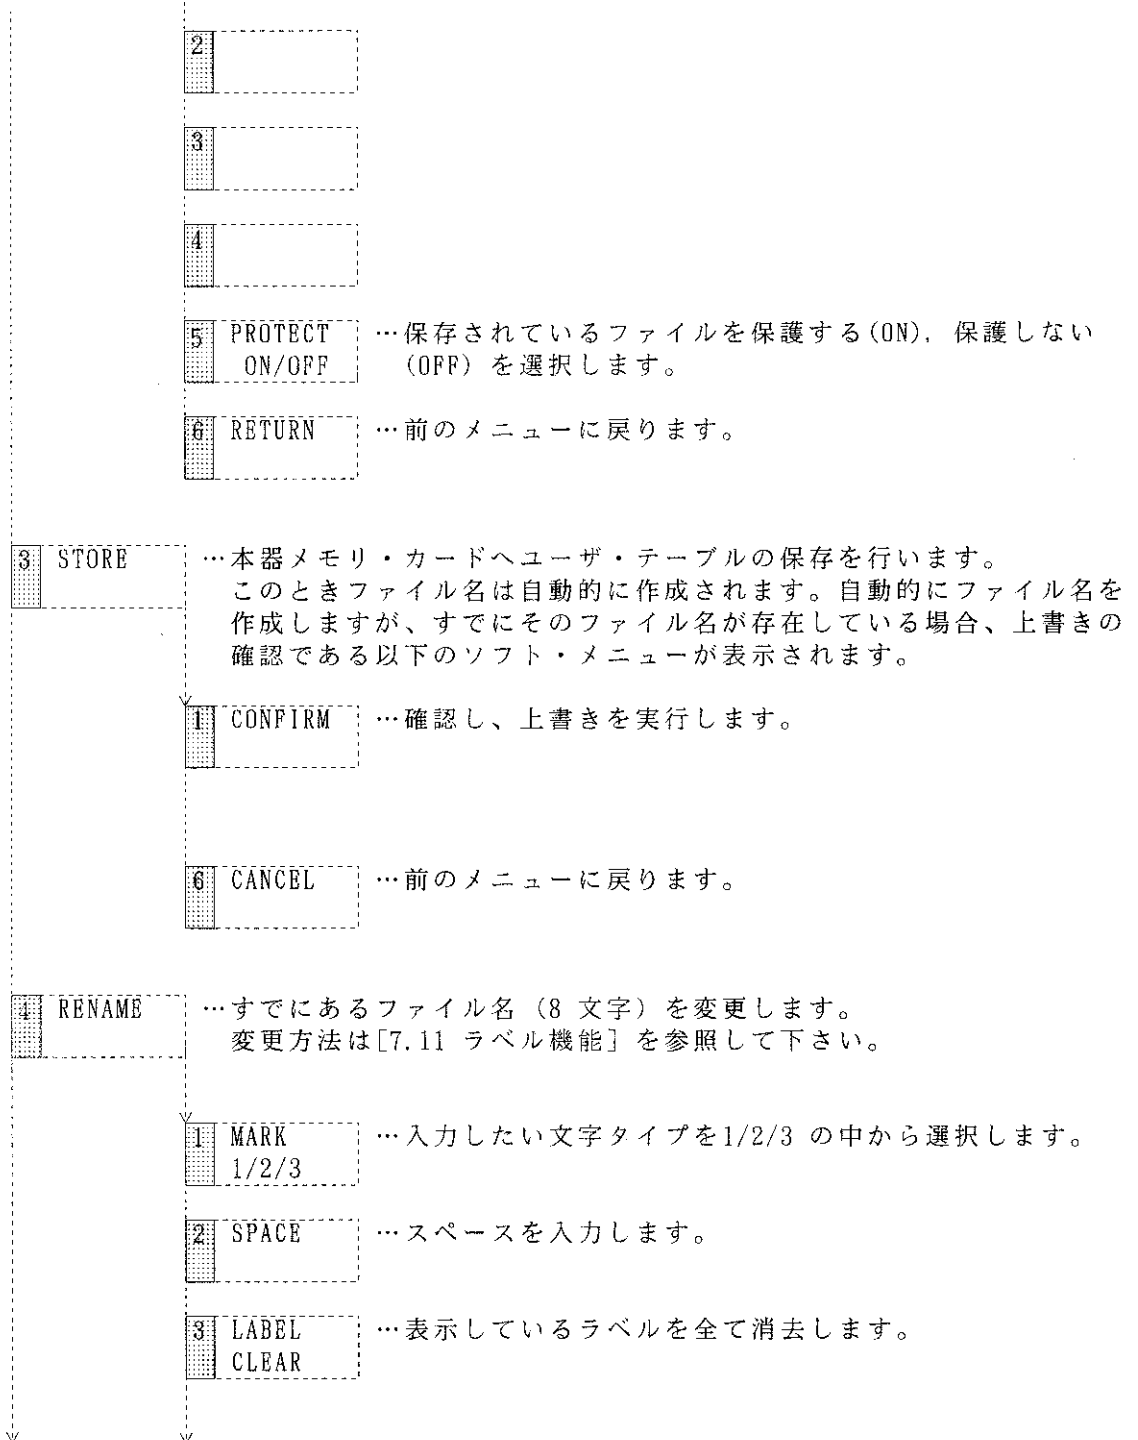 2
3
4
5 PROTECT …保存されているファイルを保護する(ON), 保護しない
ON/OFF (OFF) を選択します。
6 RETURN …前のメニューに戻ります。
3 STORE …本器メモリ・カードへユーザ・テーブルの保存を行います。
このときファイル名は自動的に作成されます。自動的にファイル名を
作成しますが、すでにそのファイル名が存在している場合、上書きの
確認である以下のソフト・メニューが表示されます。
1 CONFIRM …確認し、上書きを実行します。
6 CANCEL …前のメニューに戻ります。
4 RENAME …すでにあるファイル名 (8 文字) を変更します。
変更方法は[7.11 ラベル機能] を参照して下さい。
1 MARK …入力したい文字タイプを1/2/3 の中から選択します。
1/2/3
2 SPACE …スペースを入力します。
3 LABEL …表示しているラベルを全て消去します。
CLEAR